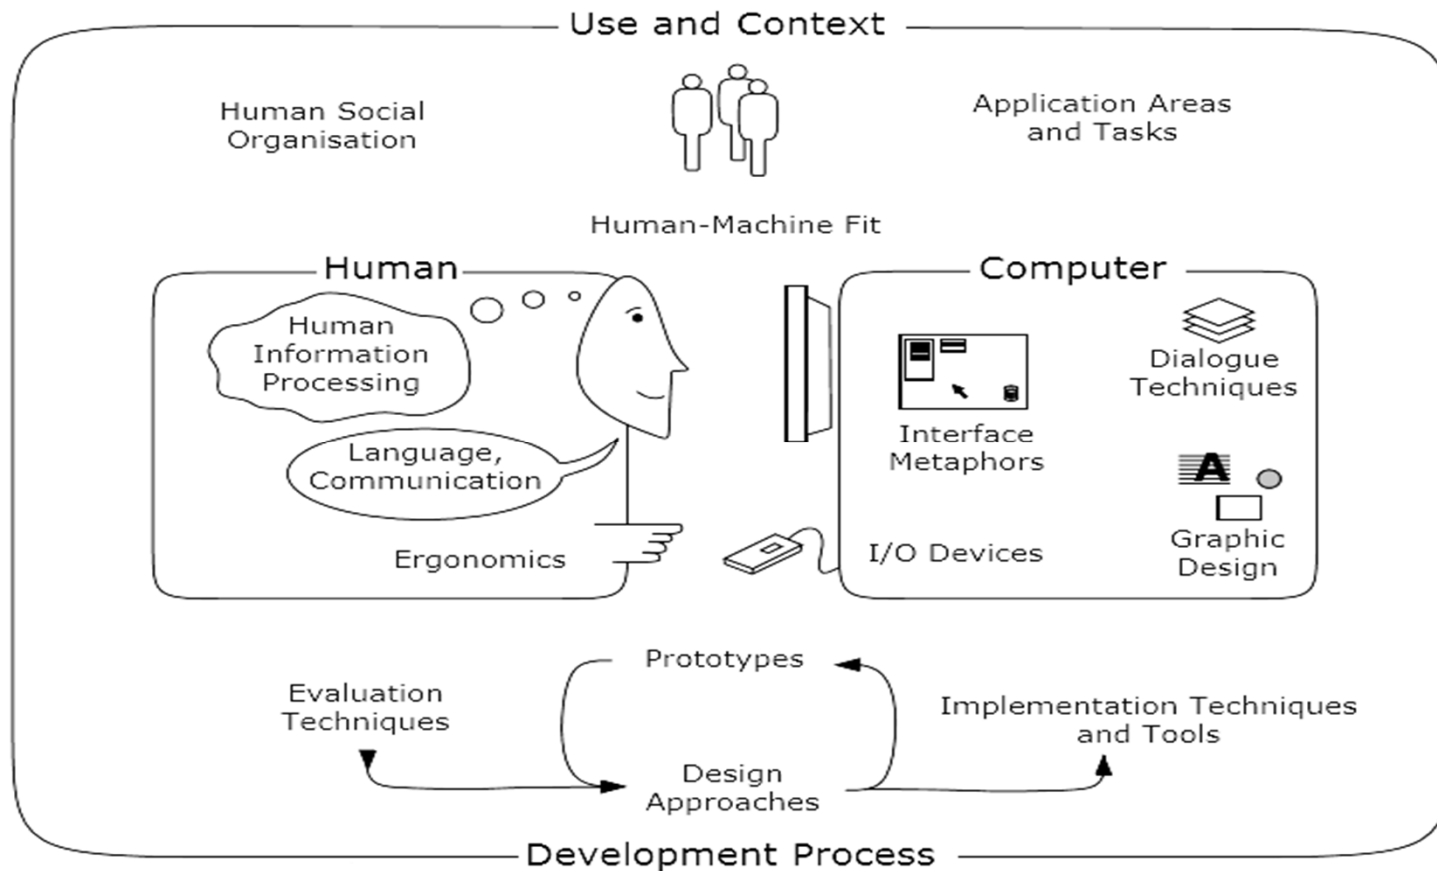 Use and Context
Human Social
Organisation
Application Areas
and Tasks
Human-Machine Fit
Human
Human
Information
Processing
Language,
Communication
Ergonomics
Computer
Dialogue
Techniques
Interface
Metaphors
A
I/O Devices
Graphic
Design
Prototypes
Evaluation
Techniques
Implementation Techniques
and Tools
Design
Approaches
Development Process